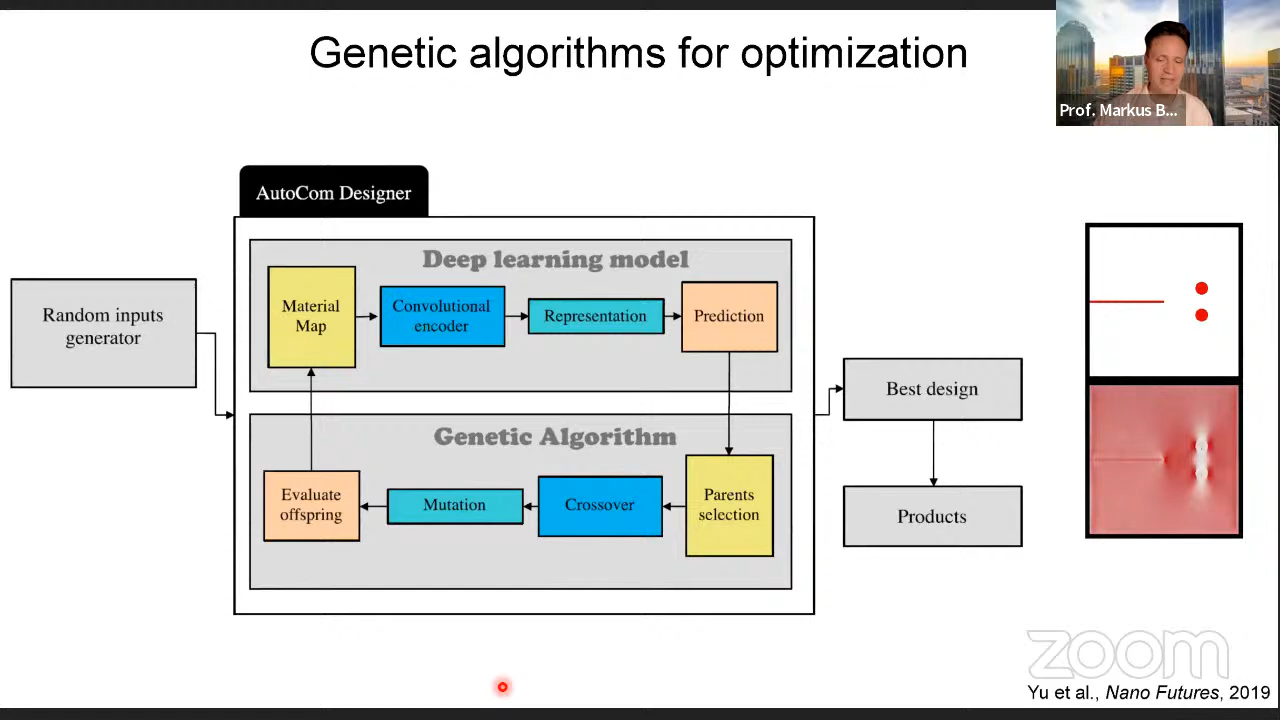 Genetic algorithms for optimization
Prof. Markus B...
AutoCom Designer
Random inputs
generator
Deep learning model
Material
Map
Convolutional
encoder
Representation
Prediction
Genetic Algorithm
Evaluate
offspring
Mutation
Crossover
Parents
selection
Best design
Products
zoom
Yu et al., Nano Futures, 2019